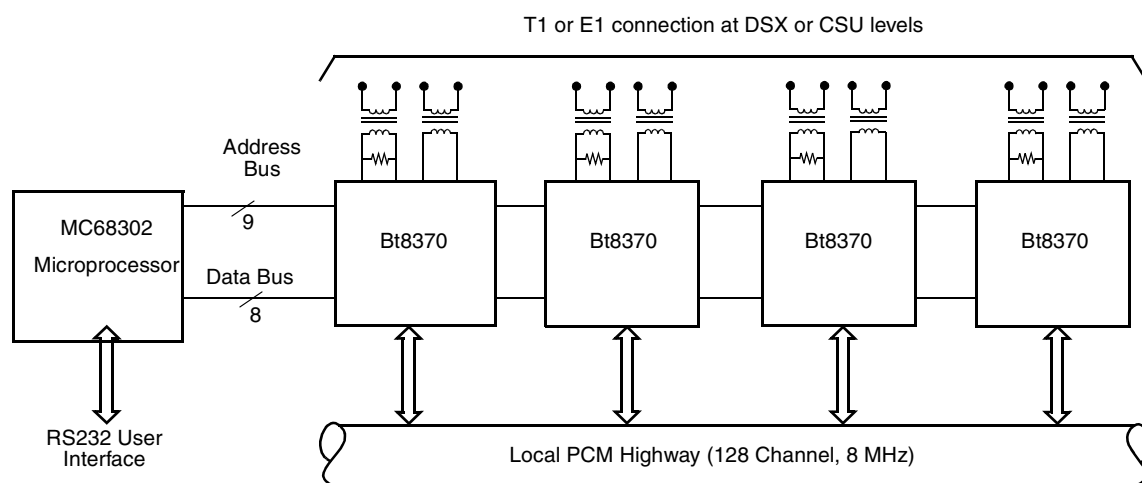 T1 or E1 connection at DSX or CSU levels
Address
Bus
9
MC68302
Microprocessor
Data Bus
8
Bt8370
Bt8370
Bt8370
Bt8370
RS232 User
Interface
Local PCM Highway (128 Channel, 8 MHz)